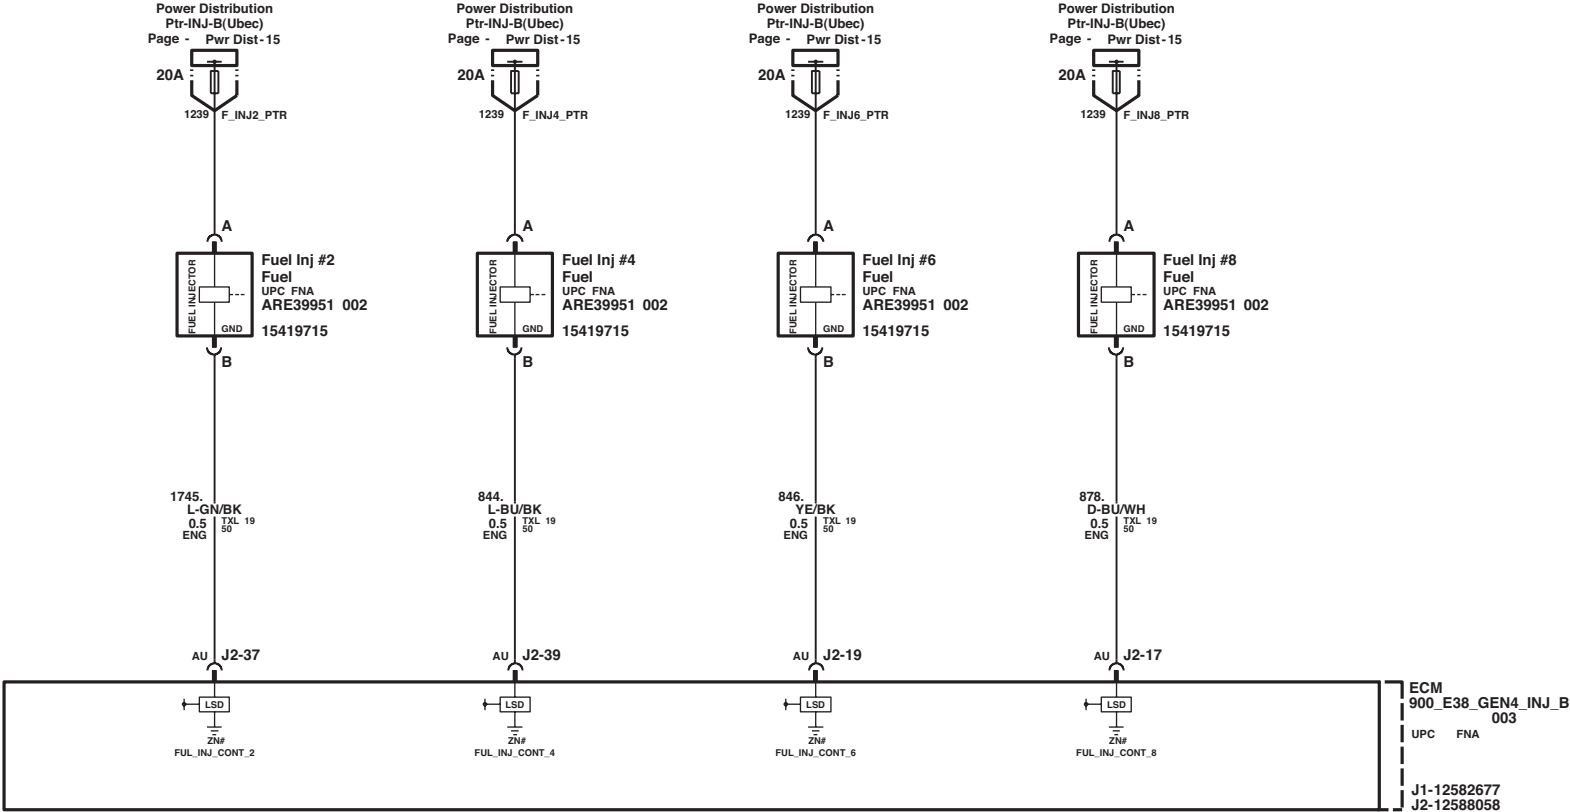 Power Distribution
Ptr-INJ-B(Ubec)
Page - Pwr Dist-15
20A
1239 F_INJ2_PTR
A
FUEL INJECTOR
GND
Fuel Inj #2
Fuel
UPC FNA
ARE39951 002
15419715
B
1745.
L-GN/BK
0.5 TXL 19
50
ENG
AU J2-37
LSD
ZN#
FUL_INJ_CONT_2
Power Distribution
Ptr-INJ-B(Ubec)
Page - Pwr Dist-15
20A
1239 F_INJ4_PTR
A
FUEL INJECTOR
GND
Fuel Inj #4
Fuel
UPC FNA
ARE39951 002
15419715
B
844.
L-BU/BK
0.5 TXL 19
50
ENG
AU J2-39
LSD
ZN#
FUL_INJ_CONT_4
Power Distribution
Ptr-INJ-B(Ubec)
Page - Pwr Dist-15
20A
1239 F_INJ6_PTR
A
FUEL INJECTOR
GND
Fuel Inj #6
Fuel
UPC FNA
ARE39951 002
15419715
B
846.
YE/BK
0.5 TXL 19
50
ENG
AU J2-19
LSD
ZN#
FUL_INJ_CONT_6
Power Distribution
Ptr-INJ-B(Ubec)
Page - Pwr Dist-15
20A
1239 F_INJ8_PTR
A
FUEL INJECTOR
GND
Fuel Inj #8
Fuel
UPC FNA
ARE39951 002
15419715
B
878.
D-BU/WH
0.5 TXL 19
50
ENG
AU J2-17
LSD
ZN#
FUL_INJ_CONT_8
ECM
900_E38_GEN4_INJ_B
003
UPC FNA
J1-12582677
J2-12588058